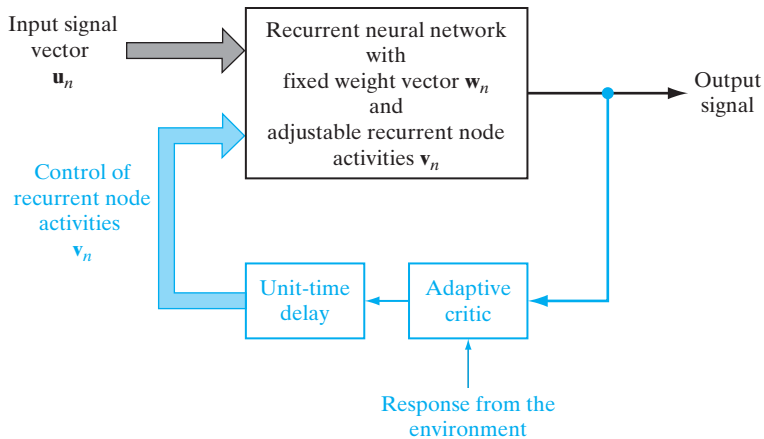 Input signal
vector
uₙ
Recurrent neural network
with
fixed weight vector wₙ
and
adjustable recurrent node
activities vₙ
Output
signal
Control of
recurrent node
activities
vₙ
Unit-time
delay
Adaptive
critic
Response from the
environment